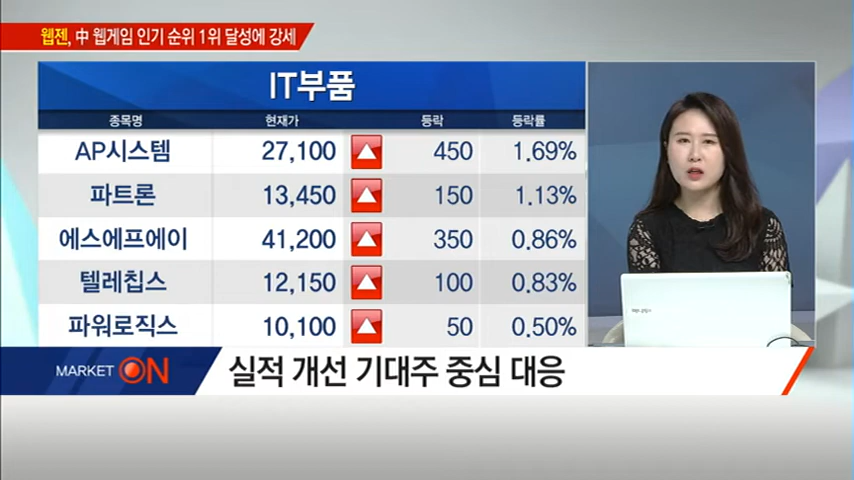 웹젠, 中 웹게임 인기 순위 1위 달성에 강세
IT부품
종목명 현재가 등락 등락률
AP시스템 27,100 ▲ 450 1.69%
파트론 13,450 ▲ 150 1.13%
에스에프에이 41,200 ▲ 350 0.86%
텔레칩스 12,150 ▲ 100 0.83%
파워로직스 10,100 ▲ 50 0.50%
MARKET ON
실적 개선 기대주 중심 대응